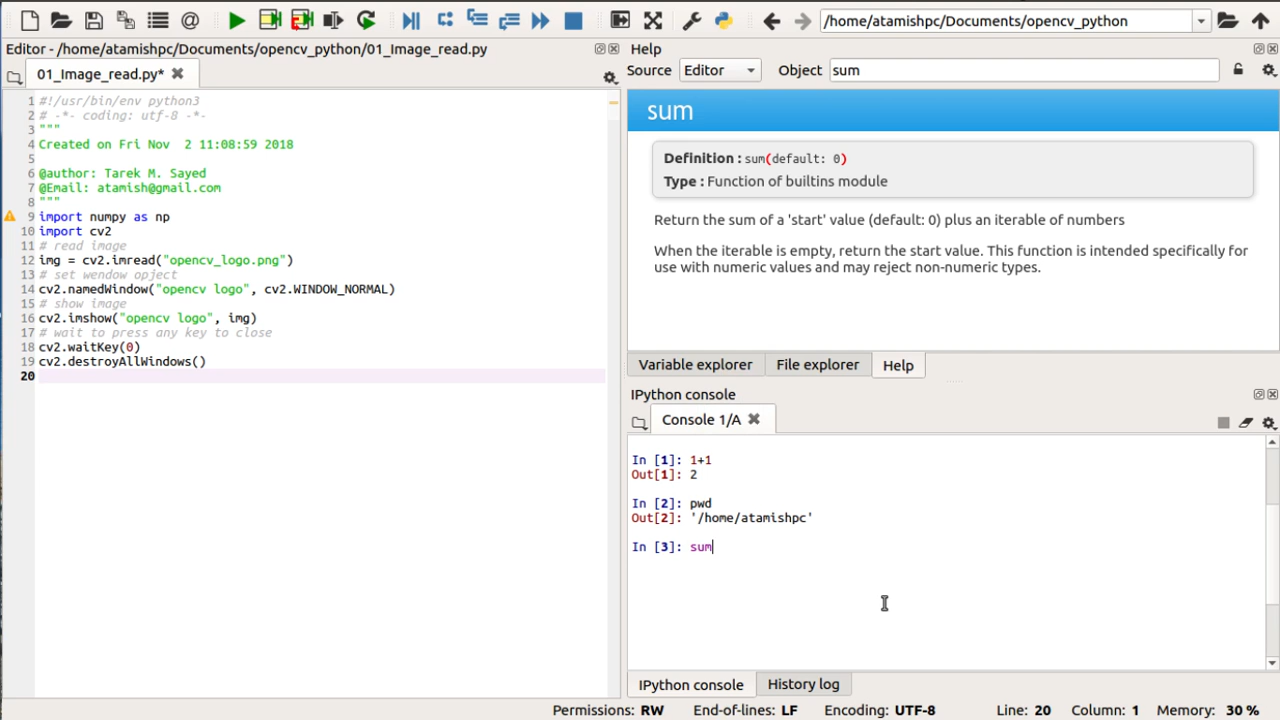 /home/atamishpc/Documents/opencv_python
Editor - /home/atamishpc/Documents/opencv_python/01_Image_read.py
01_Image_read.py*
1 #!/usr/bin/env python3
2 # -*- coding: utf-8 -*-
3 """
4 Created on Fri Nov  2 11:08:59 2018
5
6 @author: Tarek M. Sayed
7 @Email: atamish@gmail.com
8 """
9 import numpy as np
10 import cv2
11 # read image
12 img = cv2.imread("opencv_logo.png")
13 # set wendow opject
14 cv2.namedWindow("opencv logo", cv2.WINDOW_NORMAL)
15 # show image
16 cv2.imshow("opencv logo", img)
17 # wait to press any key to close
18 cv2.waitKey(0)
19 cv2.destroyAllWindows()
20
Help
Source Editor Object sum
sum
Definition : sum(default: 0)
Type : Function of builtins module
Return the sum of a 'start' value (default: 0) plus an iterable of numbers
When the iterable is empty, return the start value. This function is intended specifically for
use with numeric values and may reject non-numeric types.
Variable explorer File explorer Help
IPython console
Console 1/A
In [1]: 1+1
Out[1]: 2
In [2]: pwd
Out[2]: '/home/atamishpc'
In [3]: sum
IPython console History log
Permissions: RW End-of-lines: LF Encoding: UTF-8 Line: 20 Column: 1 Memory: 30 %